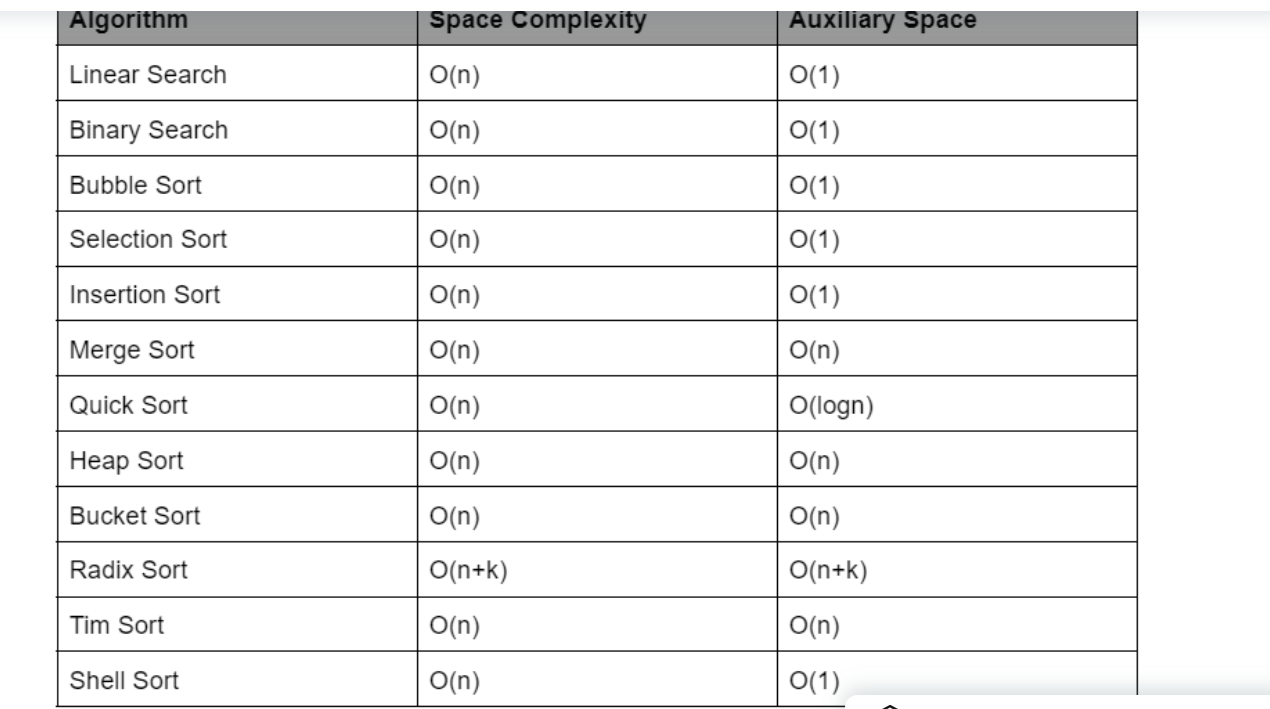 Algorithm Space Complexity Auxiliary Space
Linear Search O(n) O(1)
Binary Search O(n) O(1)
Bubble Sort O(n) O(1)
Selection Sort O(n) O(1)
Insertion Sort O(n) O(1)
Merge Sort O(n) O(n)
Quick Sort O(n) O(logn)
Heap Sort O(n) O(n)
Bucket Sort O(n) O(n)
Radix Sort O(n+k) O(n+k)
Tim Sort O(n) O(n)
Shell Sort O(n) O(1)